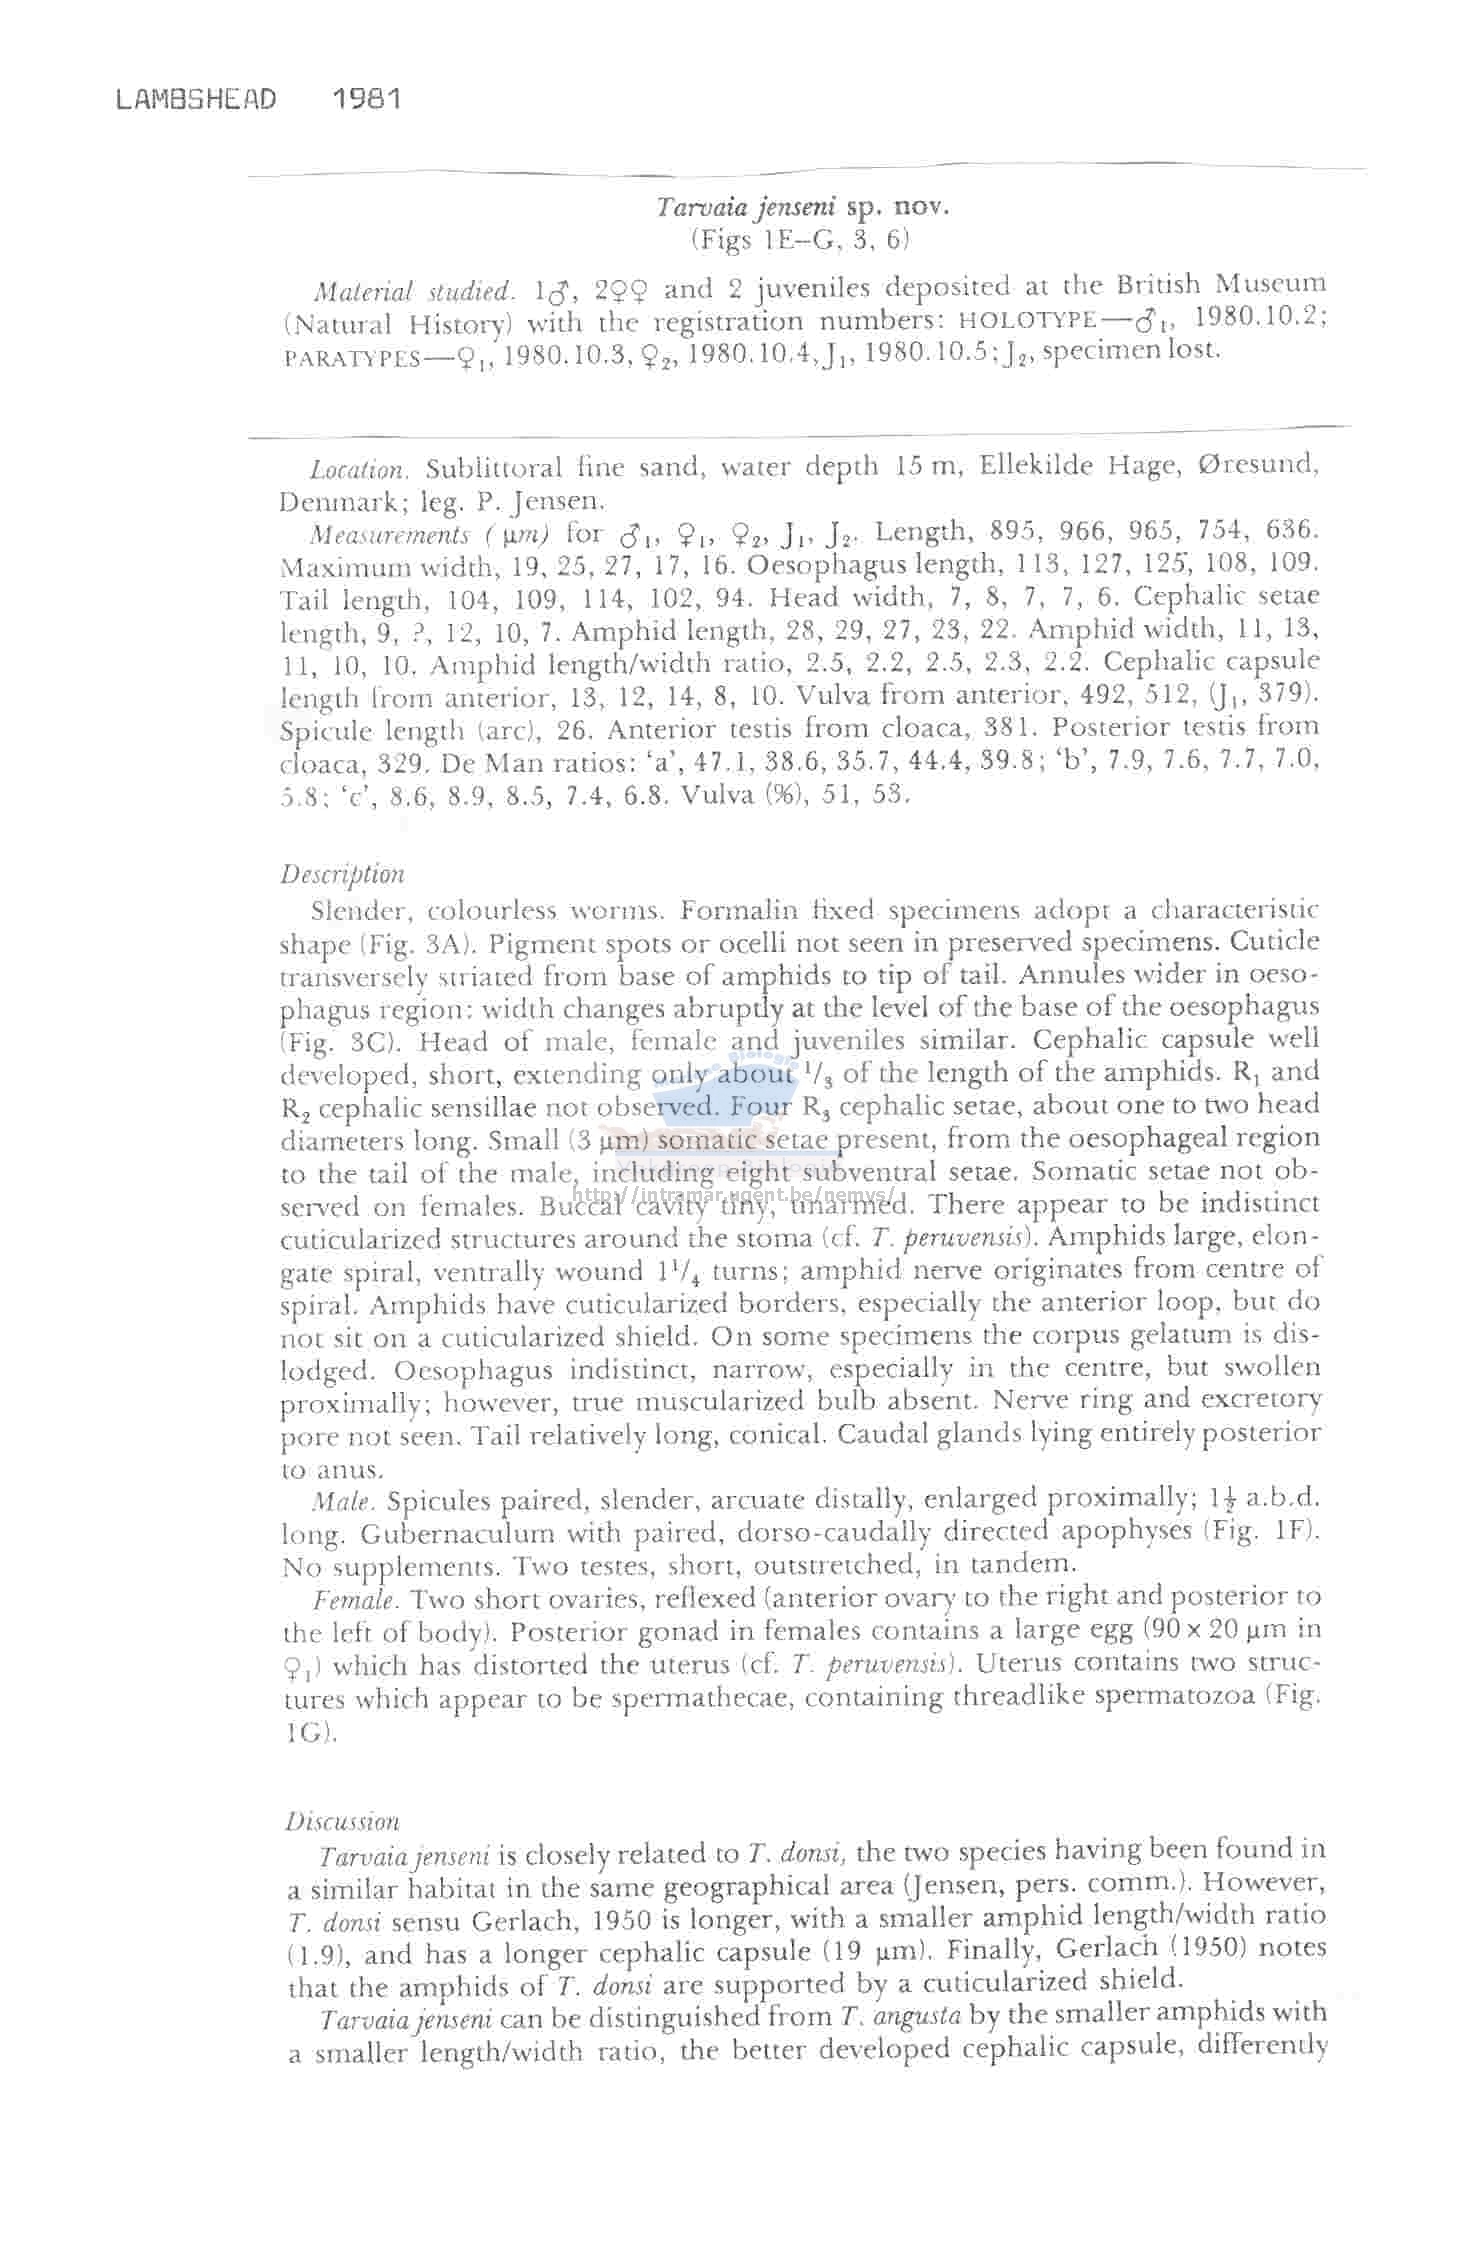 LAMBSHEAD 1981
Tarvaia jenseni sp. nov.
(Figs 1E–G, 3, 6)
Material studied. 1♂, 2♀♀ and 2 juveniles deposited at the British Museum
(Natural History) with the registration numbers: HOLOTYPE—♂₁, 1980.10.2;
PARATYPES—♀₁, 1980.10.3, ♀₂, 1980.10.4, J₁, 1980.10.5; J₂, specimen lost.
Location. Sublittoral fine sand, water depth 15 m, Ellekilde Hage, Øresund,
Denmark; leg. P. Jensen.
Measurements (µm) for ♂₁, ♀₁, ♀₂, J₁, J₂. Length, 895, 966, 965, 754, 636.
Maximum width, 19, 25, 27, 17, 16. Oesophagus length, 113, 127, 125, 108, 109.
Tail length, 104, 109, 114, 102, 94. Head width, 7, 8, 7, 7, 6. Cephalic setae
length, 9, ?, 12, 10, 7. Amphid length, 28, 29, 27, 23, 22. Amphid width, 11, 13,
11, 10, 10. Amphid length/width ratio, 2.5, 2.2, 2.5, 2.3, 2.2. Cephalic capsule
length from anterior, 13, 12, 14, 8, 10. Vulva from anterior, 492, 512, (J₁, 379).
Spicule length (arc), 26. Anterior testis from cloaca, 381. Posterior testis from
cloaca, 329. De Man ratios: ‘a’, 47.1, 38.6, 35.7, 44.4, 39.8; ‘b’, 7.9, 7.6, 7.7, 7.0,
5.8; ‘c’, 8.6, 8.9, 8.5, 7.4, 6.8. Vulva (%), 51, 53.
Description
Slender, colourless worms. Formalin fixed specimens adopt a characteristic
shape (Fig. 3A). Pigment spots or ocelli not seen in preserved specimens. Cuticle
transversely striated from base of amphids to tip of tail. Annules wider in oeso-
phagus region: width changes abruptly at the level of the base of the oesophagus
(Fig. 3C). Head of male, female and juveniles similar. Cephalic capsule well
developed, short, extending only about 1/3 of the length of the amphids. R₁ and
R₂ cephalic sensillae not observed. Four R₃ cephalic setae, about one to two head
diameters long. Small (3 µm) somatic setae present, from the oesophageal region
to the tail of the male, including eight subventral setae. Somatic setae not ob-
http://intramar.ugent.be/nemys/
served on females. Buccal cavity tiny, unarmed. There appear to be indistinct
cuticularized structures around the stoma (cf. T. peruvensis). Amphids large, elon-
gate spiral, ventrally wound 1 1/4 turns; amphid nerve originates from centre of
spiral. Amphids have cuticularized borders, especially the anterior loop, but do
not sit on a cuticularized shield. On some specimens the corpus gelatum is dis-
lodged. Oesophagus indistinct, narrow, especially in the centre, but swollen
proximally; however, true muscularized bulb absent. Nerve ring and excretory
pore not seen. Tail relatively long, conical. Caudal glands lying entirely posterior
to anus.
Male. Spicules paired, slender, arcuate distally, enlarged proximally; 1½ a.b.d.
long. Gubernaculum with paired, dorso-caudally directed apophyses (Fig. 1F).
No supplements. Two testes, short, outstretched, in tandem.
Female. Two short ovaries, reflexed (anterior ovary to the right and posterior to
the left of body). Posterior gonad in females contains a large egg (90 × 20 µm in
♀₁) which has distorted the uterus (cf. T. peruvensis). Uterus contains two struc-
tures which appear to be spermathecae, containing threadlike spermatozoa (Fig.
1G).
Discussion
Tarvaia jenseni is closely related to T. donsi, the two species having been found in
a similar habitat in the same geographical area (Jensen, pers. comm.). However,
T. donsi sensu Gerlach, 1950 is longer, with a smaller amphid length/width ratio
(1.9), and has a longer cephalic capsule (19 µm). Finally, Gerlach (1950) notes
that the amphids of T. donsi are supported by a cuticularized shield.
Tarvaia jenseni can be distinguished from T. angusta by the smaller amphids with
a smaller length/width ratio, the better developed cephalic capsule, differently